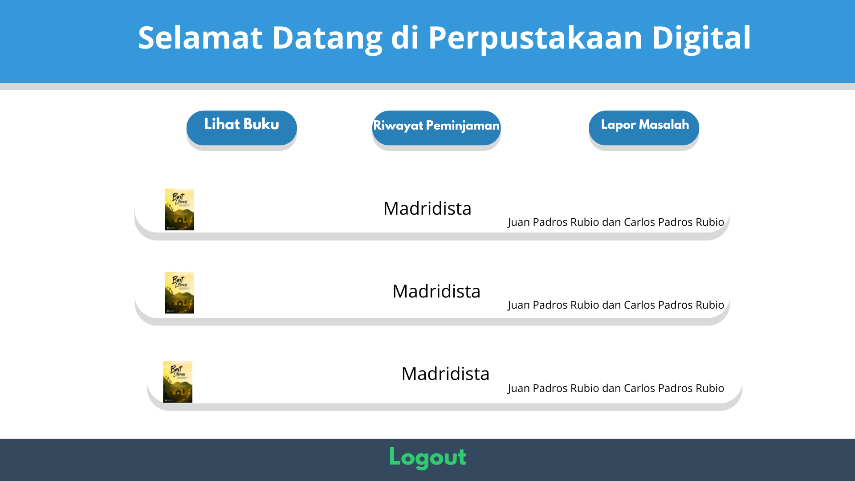 Selamat Datang di Perpustakaan Digital
Lihat Buku
Riwayat Peminjaman
Lapor Masalah
Madridista
Juan Padros Rubio dan Carlos Padros Rubio
Madridista
Juan Padros Rubio dan Carlos Padros Rubio
Madridista
Juan Padros Rubio dan Carlos Padros Rubio
Logout